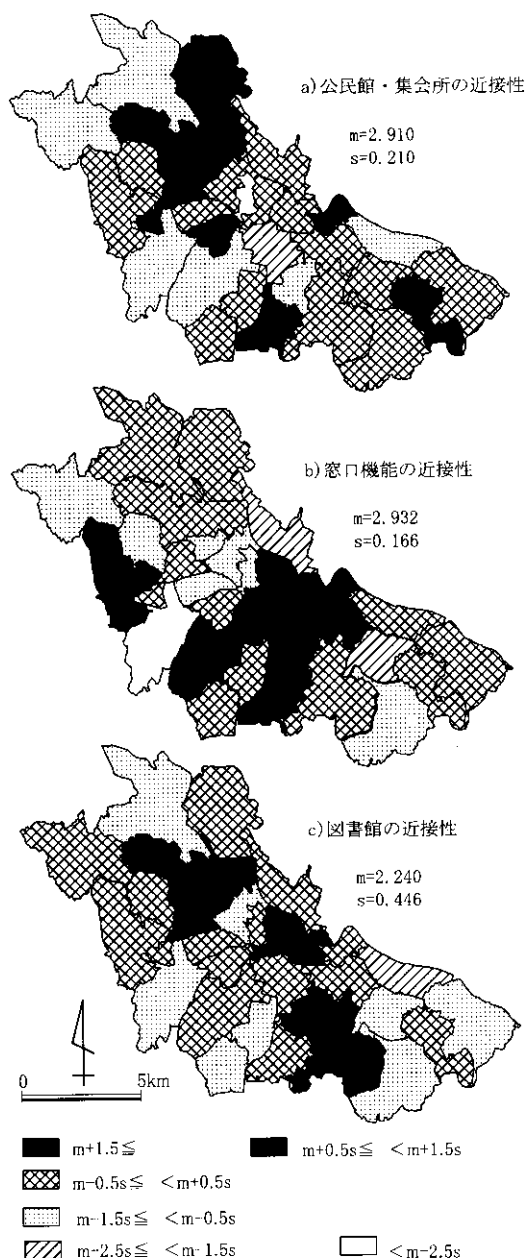 a)公民館・集会所の近接性
m=2.910
s=0.210
b)窓口機能の近接性
m=2.932
s=0.166
c)図書館の近接性
m=2.240
s=0.446
0 5km
m+1.5≦ m+0.5s≦ <m+1.5s
m-0.5s≦ <m+0.5s
m-1.5s≦ <m-0.5s
m-2.5s≦ <m-1.5s <m-2.5s